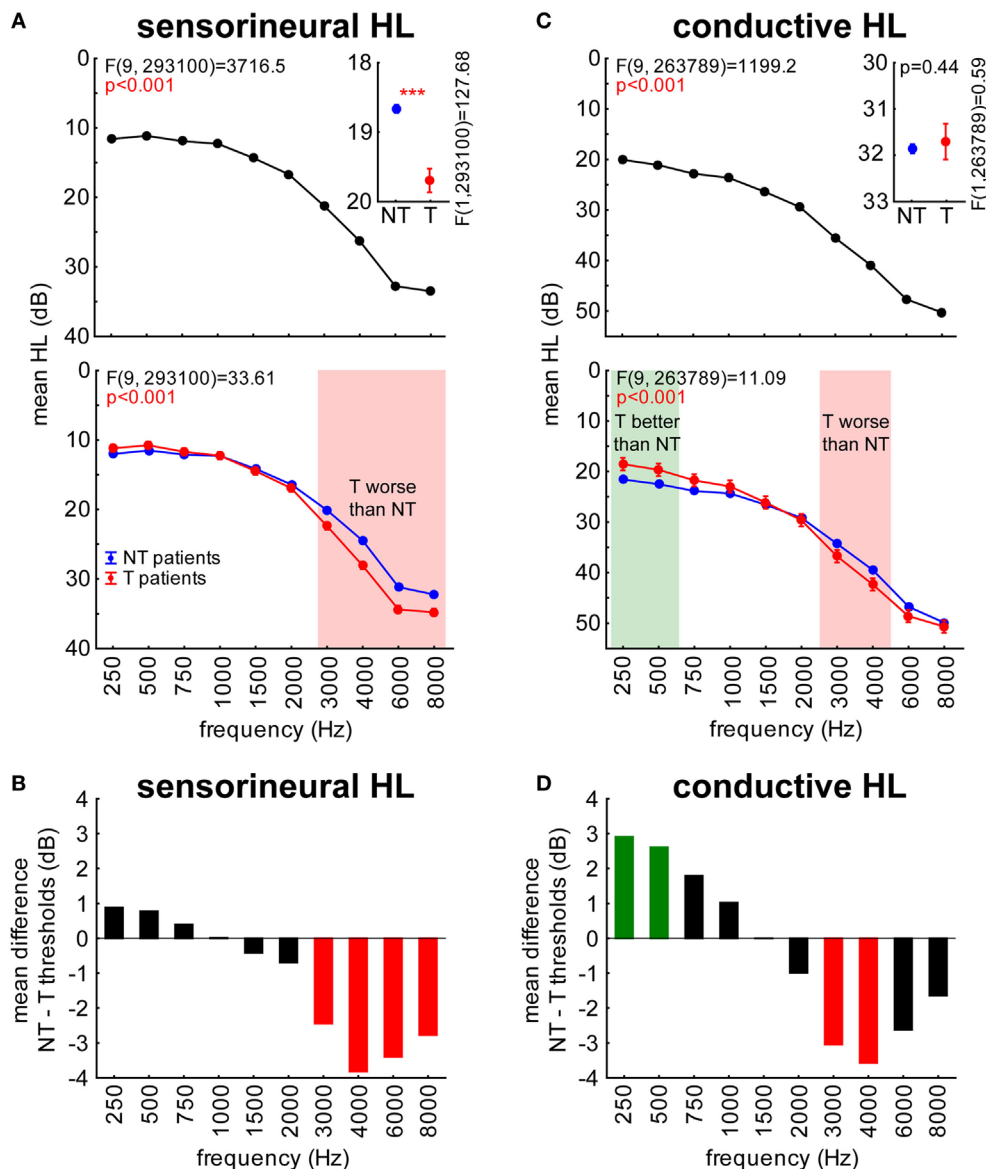 A
sensorineural HL
F(9, 293100)=3716.5
p<0.001
0
10
20
30
40
mean HL (dB)
18
19
20
***
NT T
F(1,293100)=127.68
F(9, 293100)=33.61
p<0.001
0
10
20
30
40
T worse
than NT
NT patients
T patients
250 500 750 1000 1500 2000 3000 4000 6000 8000
frequency (Hz)
C
conductive HL
F(9, 263789)=1199.2
p<0.001
0
10
20
30
40
50
mean HL (dB)
30
31
32
33
p=0.44
NT T
F(1,263789)=0.59
F(9, 263789)=11.09
p<0.001
0
10
20
30
40
50
T better
than NT
T worse
than NT
250 500 750 1000 1500 2000 3000 4000 6000 8000
frequency (Hz)
B
sensorineural HL
4
3
2
1
0
-1
-2
-3
-4
mean difference
NT - T thresholds (dB)
250 500 750 1000 1500 2000 3000 4000 6000 8000
frequency (Hz)
D
conductive HL
4
3
2
1
0
-1
-2
-3
-4
mean difference
NT - T thresholds (dB)
250 500 750 1000 1500 2000 3000 4000 6000 8000
frequency (Hz)